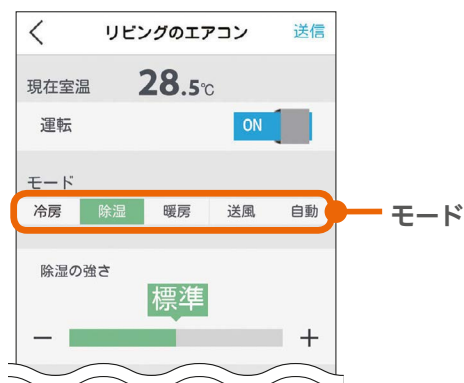 リビングのエアコン 送信
現在室温 28.5℃
運転 ON
モード
冷房 除湿 暖房 送風 自動
モード
除湿の強さ
標準
− +